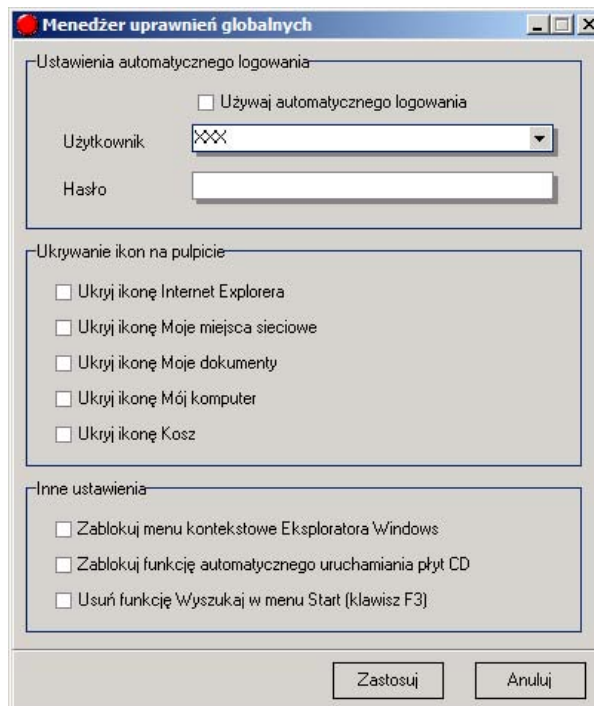 Menedżer uprawnień globalnych
Ustawienia automatycznego logowania
Używaj automatycznego logowania
Użytkownik XXX
Hasło
Ukrywanie ikon na pulpicie
Ukryj ikonę Internet Explorera
Ukryj ikonę Moje miejsca sieciowe
Ukryj ikonę Moje dokumenty
Ukryj ikonę Mój komputer
Ukryj ikonę Kosz
Inne ustawienia
Zablokuj menu kontekstowe Eksploratora Windows
Zablokuj funkcję automatycznego uruchamiania płyt CD
Usuń funkcję Wyszukaj w menu Start (klawisz F3)
Zastosuj Anuluj